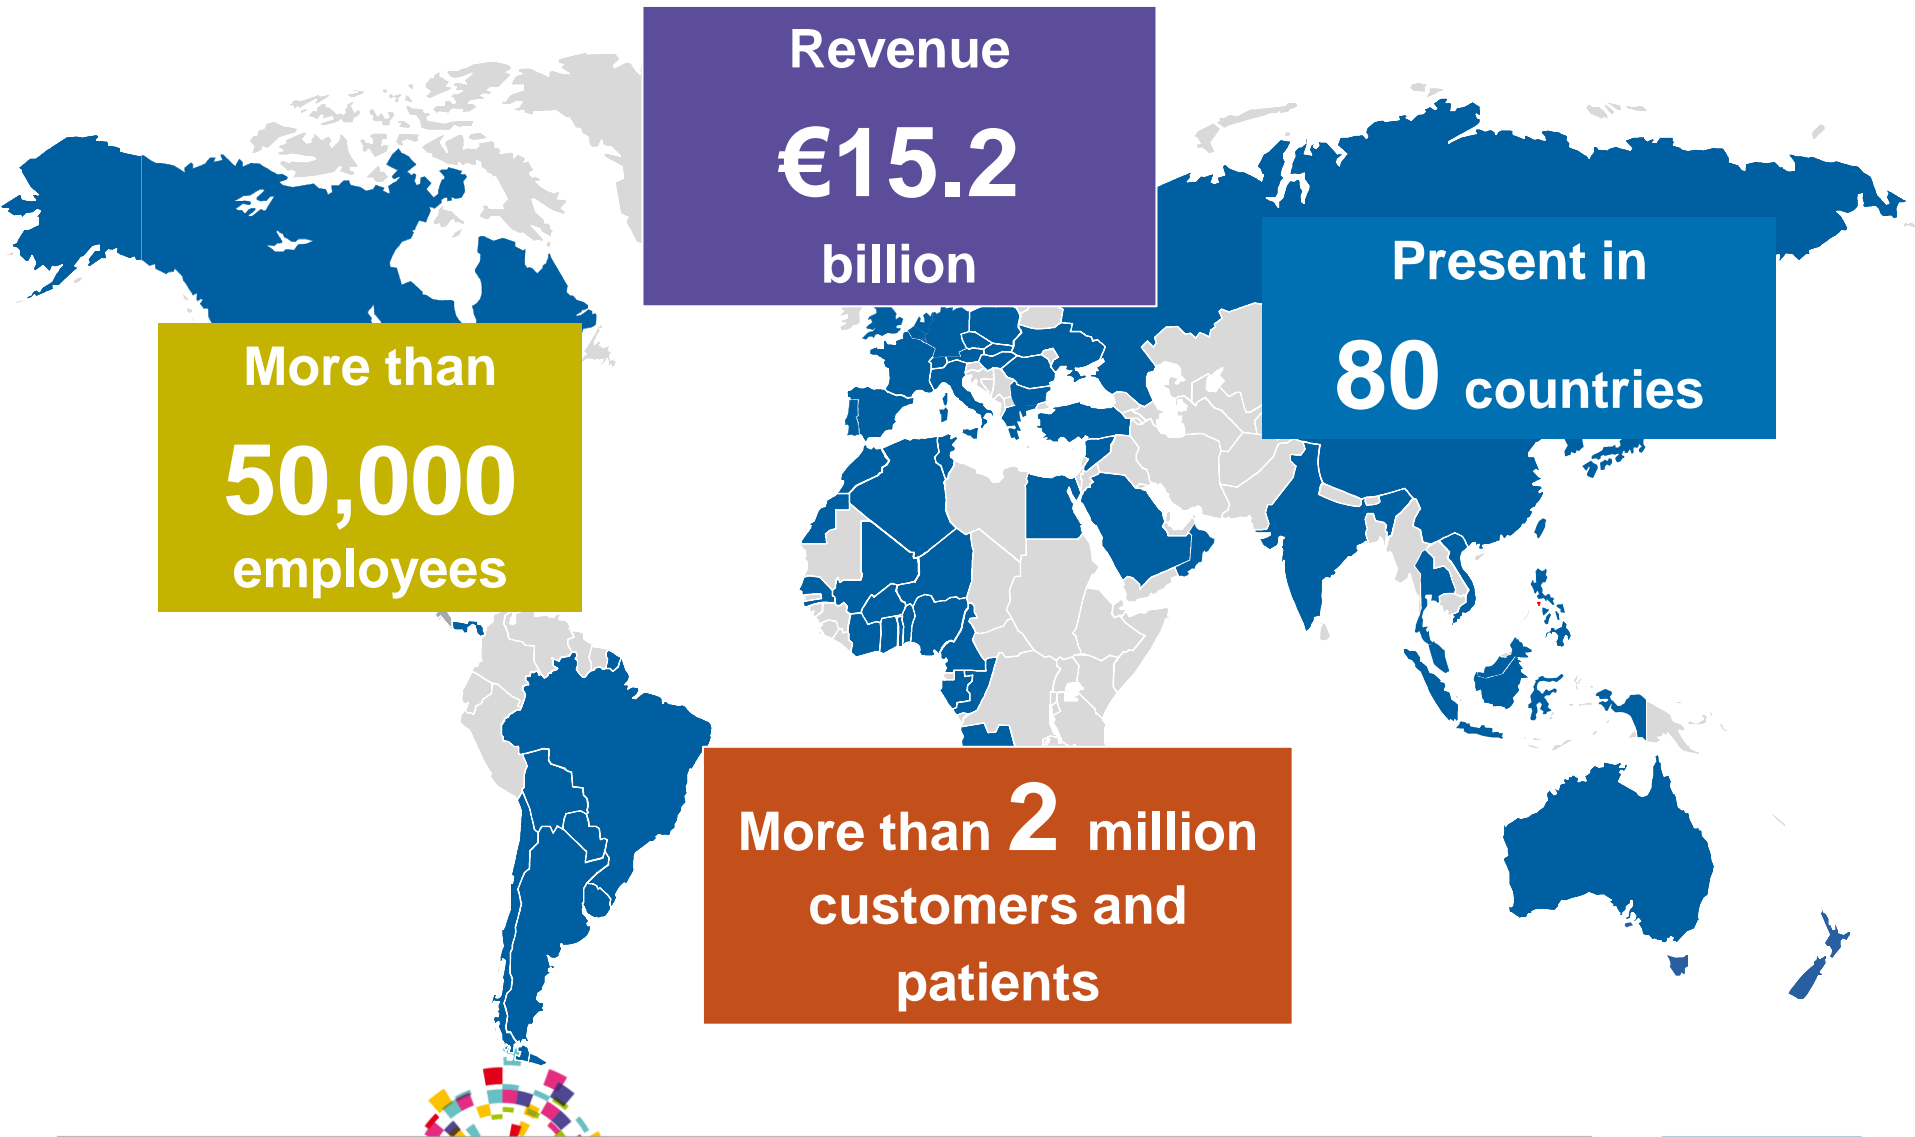 Revenue
€15.2
billion
Present in
80 countries
More than
50,000
employees
More than 2 million
customers and
patients